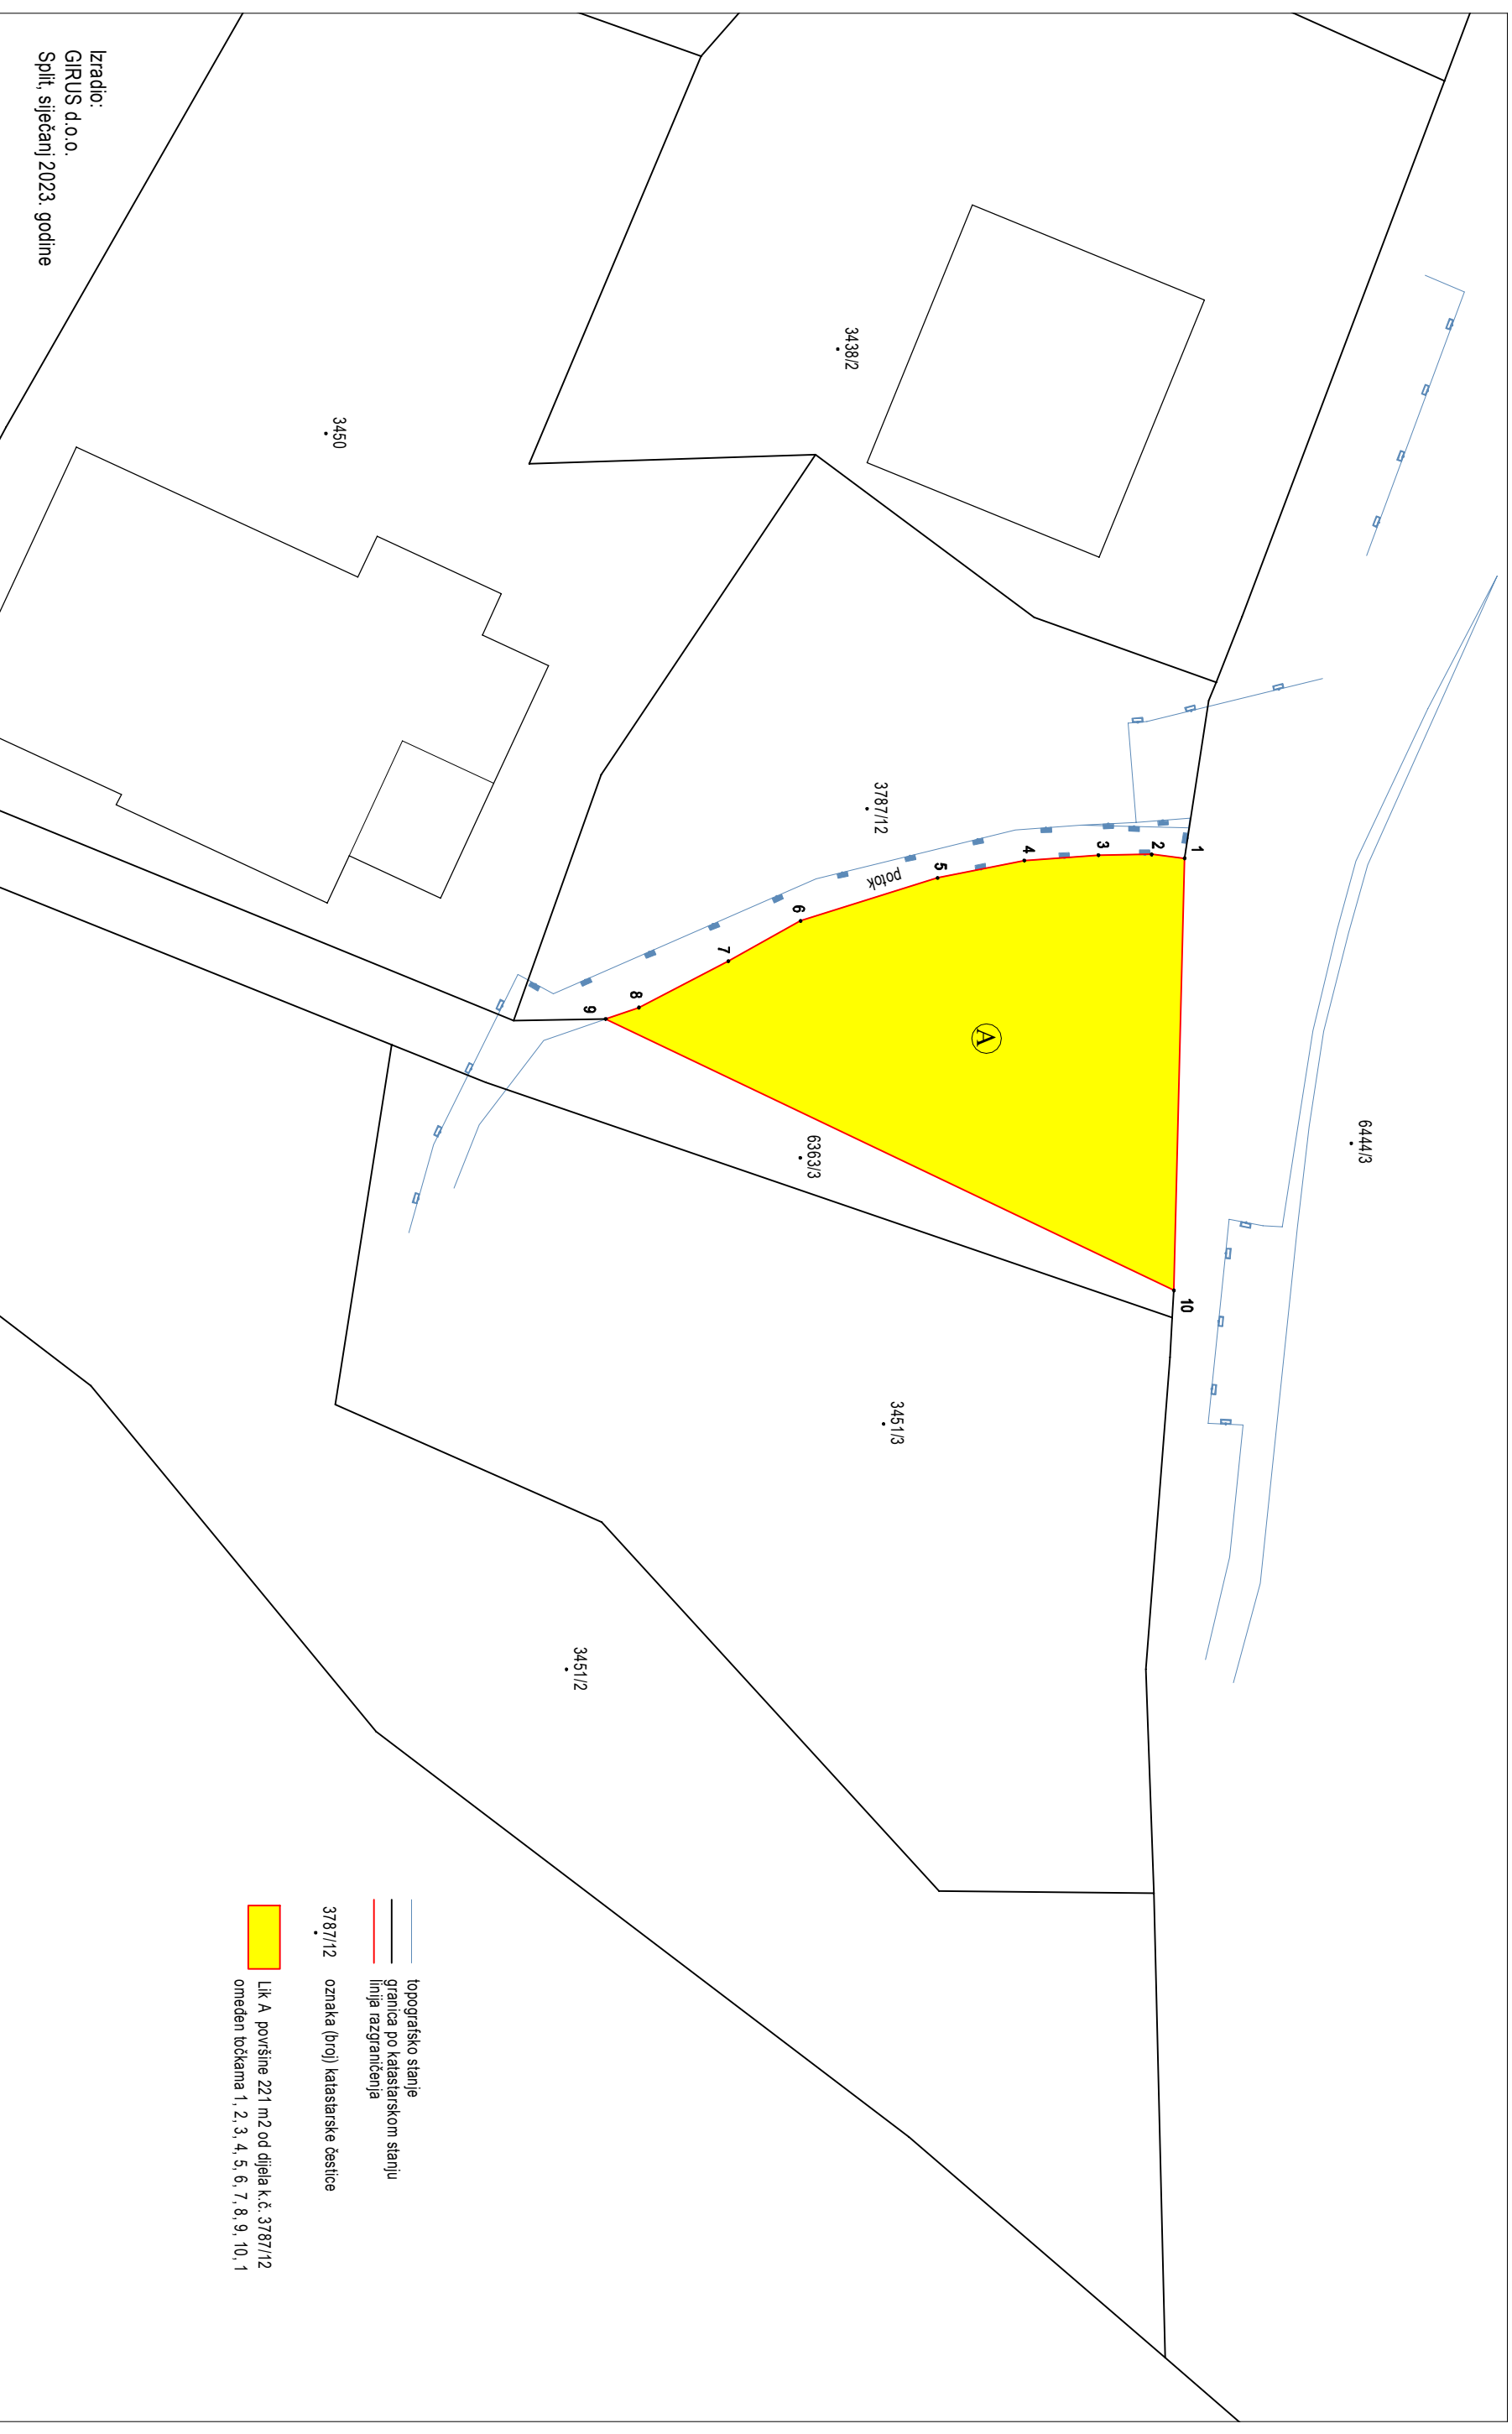 6444/3
1
2
3
4
5
6
7
8
9
10
A
potok
3438/2
3787/12
3450
6363/3
3451/3
3451/2
topografsko stanje
granica po katastarskom stanju
linija razgraničenja
3787/12 oznaka (broj) katastarske čestice
Lik A površine 221 m2 od dijela k.č. 3787/12
omeđen točkama 1, 2, 3, 4, 5, 6, 7, 8, 9, 10, 1
Izradio:
GIRUS d.o.o.
Split, siječanj 2023. godine